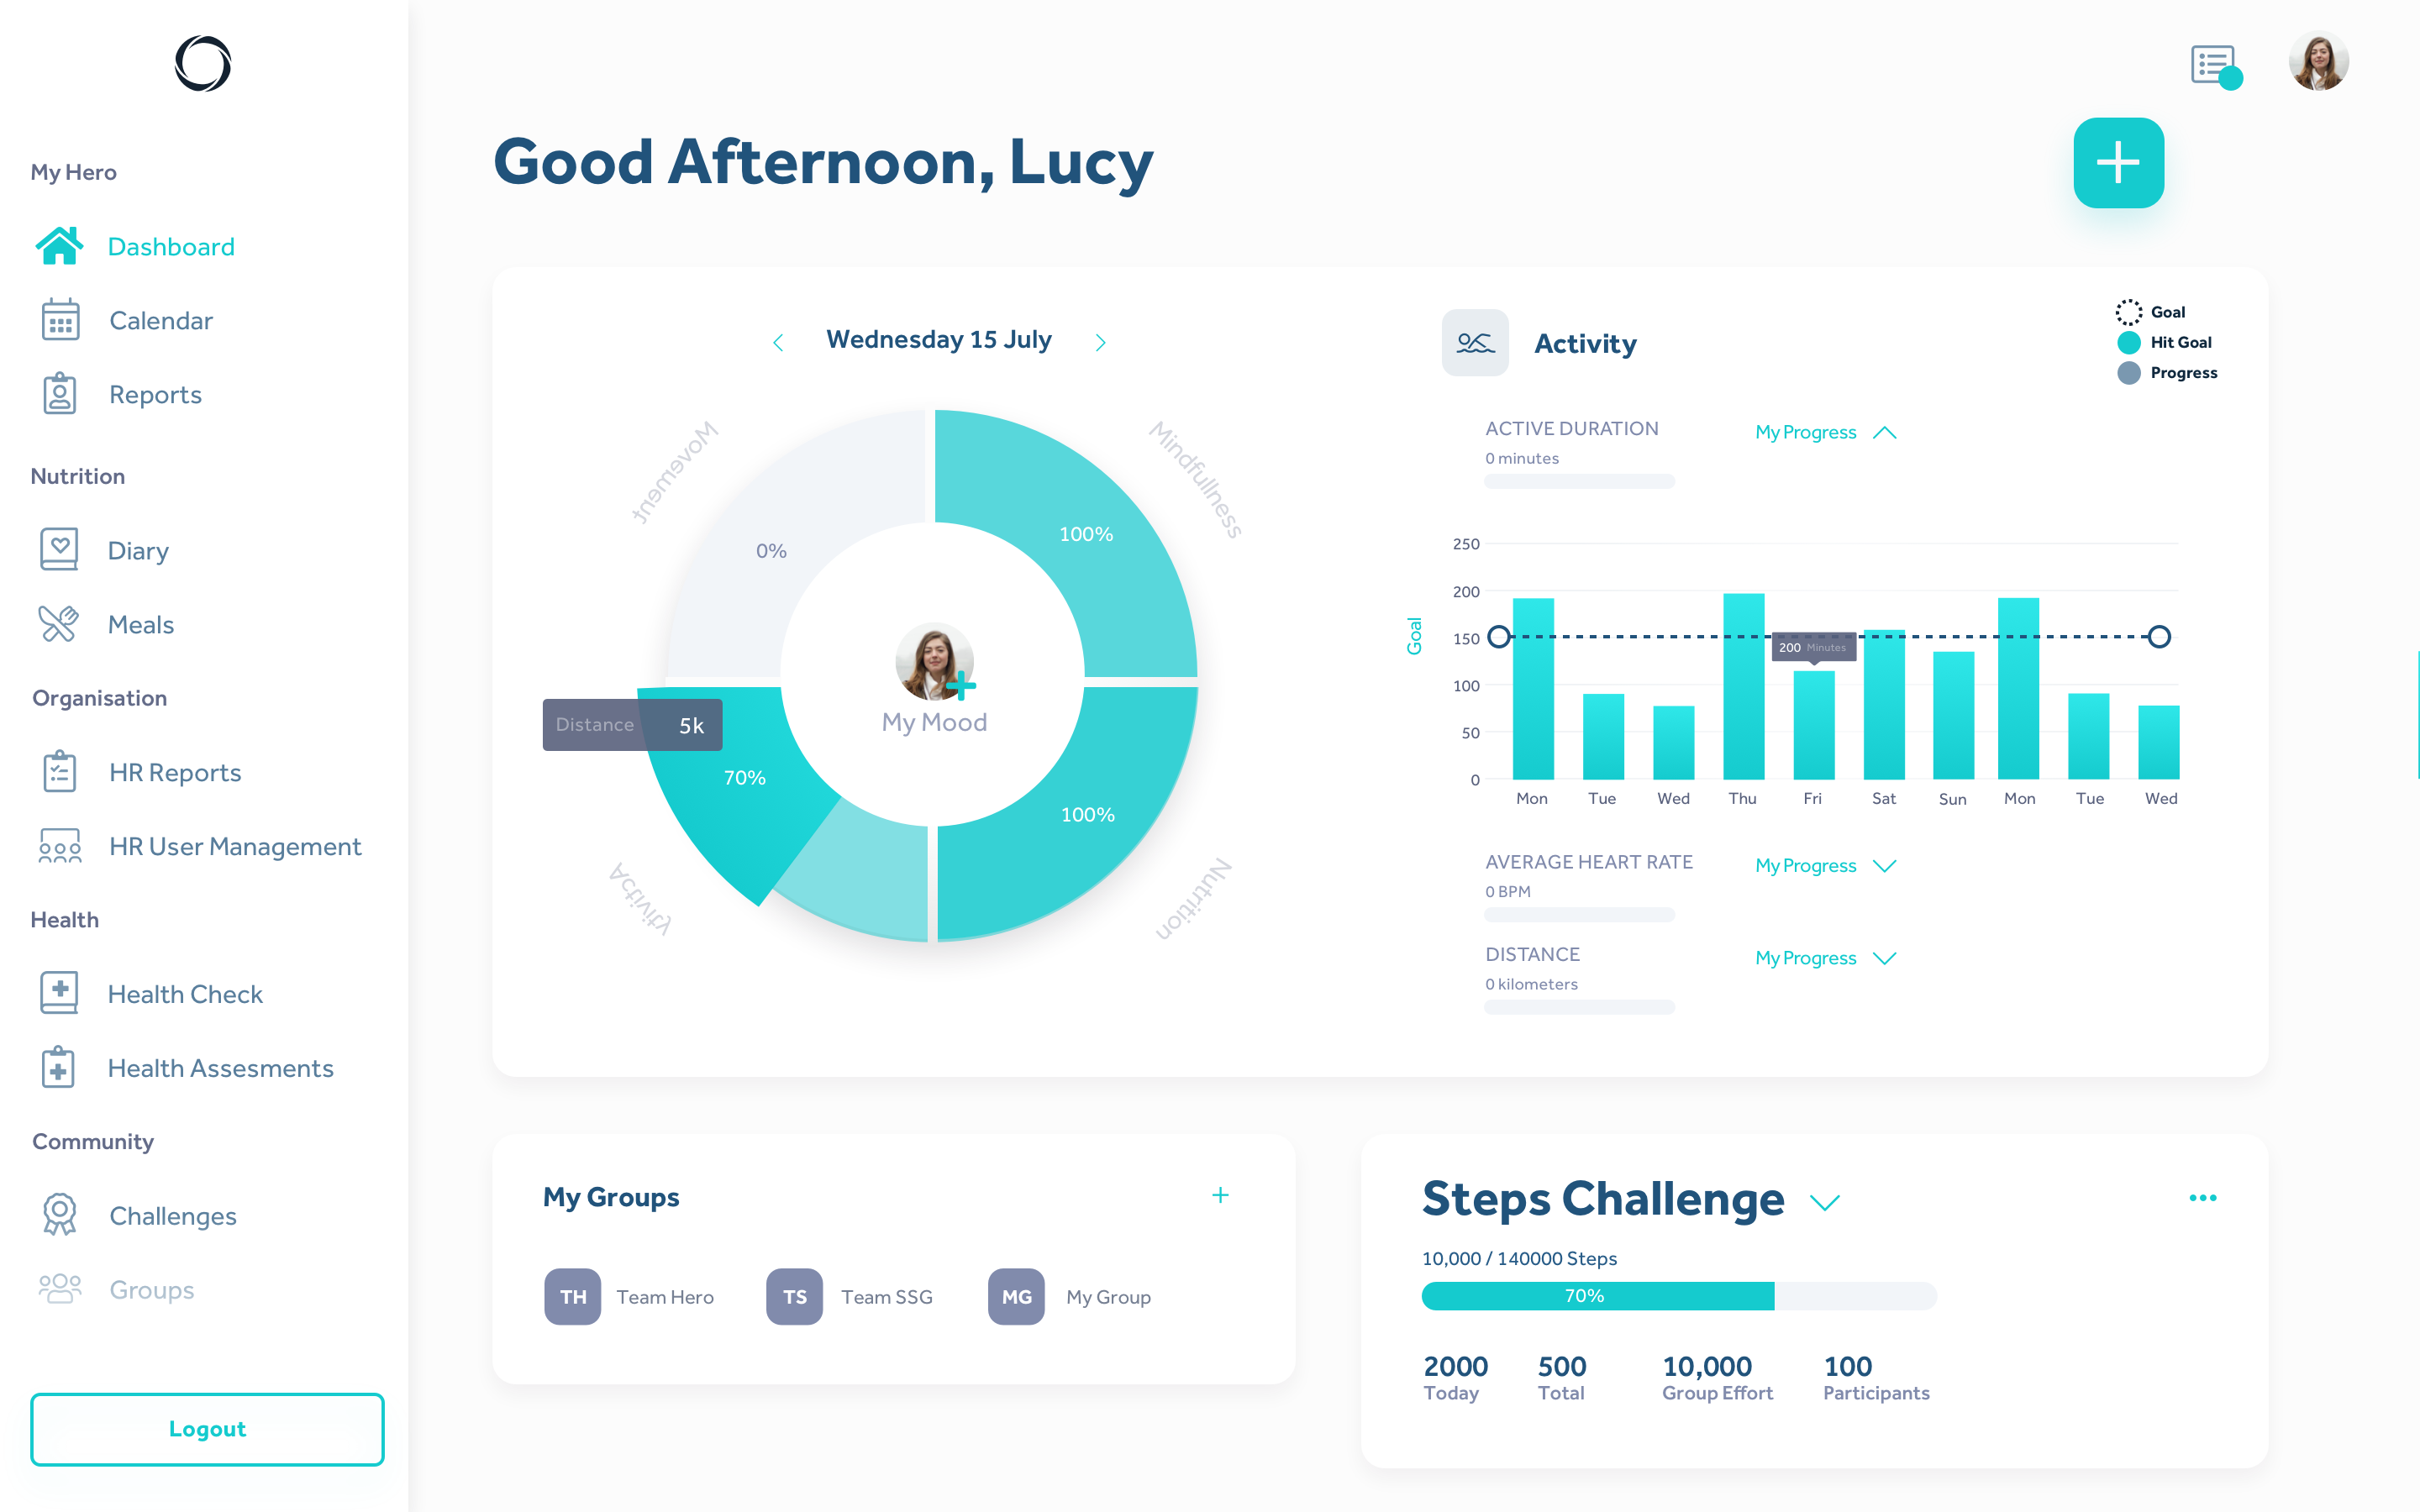 My Hero
Dashboard
Calendar
Reports
Nutrition
Diary
Meals
Organisation
HR Reports
HR User Management
Health
Health Check
Health Assesments
Community
Challenges
Groups
Logout
Good Afternoon, Lucy
Wednesday 15 July
Movement
Mindfullness
0%
100%
My Mood
Distance 5k
70%
100%
Activity
Nutrition
Activity
Goal
Hit Goal
Progress
ACTIVE DURATION
My Progress
0 minutes
250
200
150
100
50
0
Goal
200 Minutes
Mon Tue Wed Thu Fri Sat Sun Mon Tue Wed
AVERAGE HEART RATE
My Progress
0 BPM
DISTANCE
My Progress
0 kilometers
My Groups
TH Team Hero
TS Team SSG
MG My Group
Steps Challenge
10,000 / 140000 Steps
70%
2000 500 10,000 100
Today Total Group Effort Participants